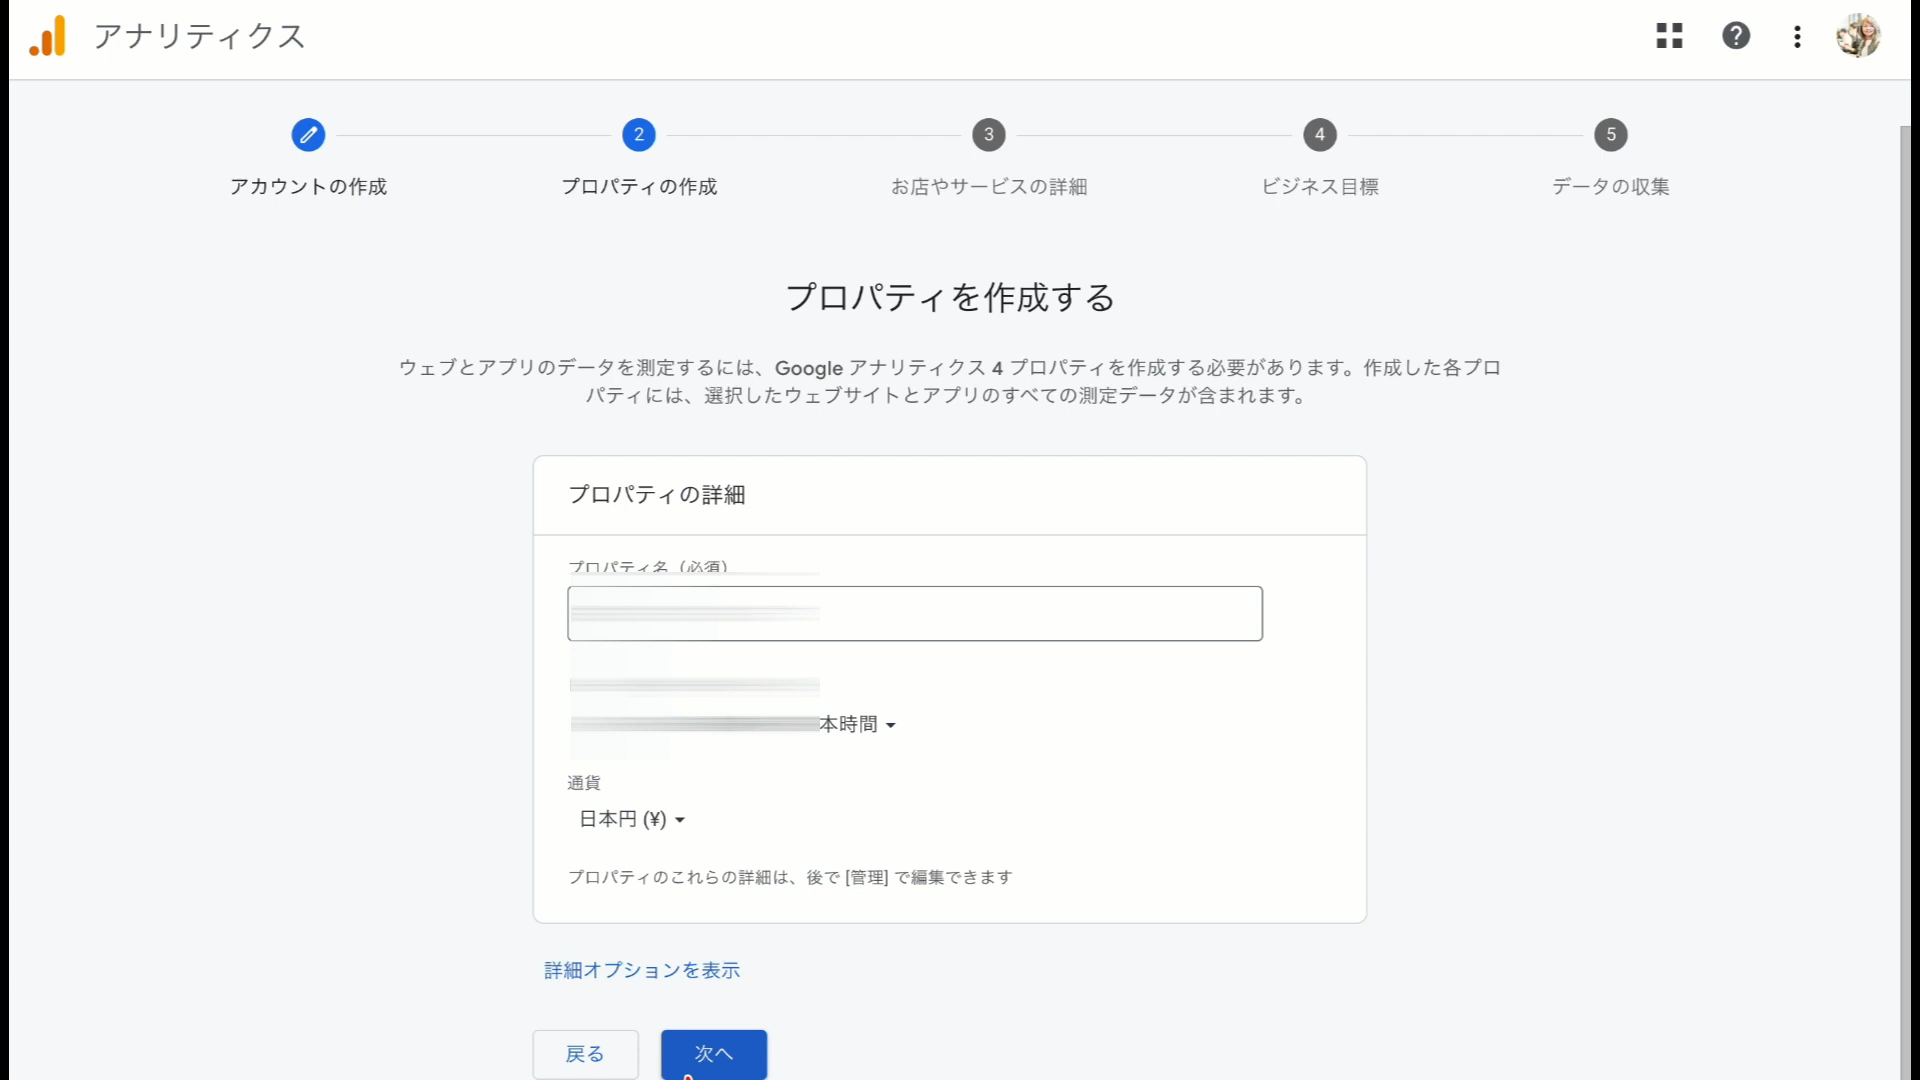 アナリティクス
2
3
4
5
アカウントの作成
プロパティの作成
お店やサービスの詳細
ビジネス目標
データの収集
プロパティを作成する
ウェブとアプリのデータを測定するには、Google アナリティクス 4 プロパティを作成する必要があります。作成した各プロ
パティには、選択したウェブサイトとアプリのすべての測定データが含まれます。
プロパティの詳細
プロパティ名（必須）
本時間
通貨
日本円 (¥)
プロパティのこれらの詳細は、後で [管理] で編集できます
詳細オプションを表示
戻る
次へ